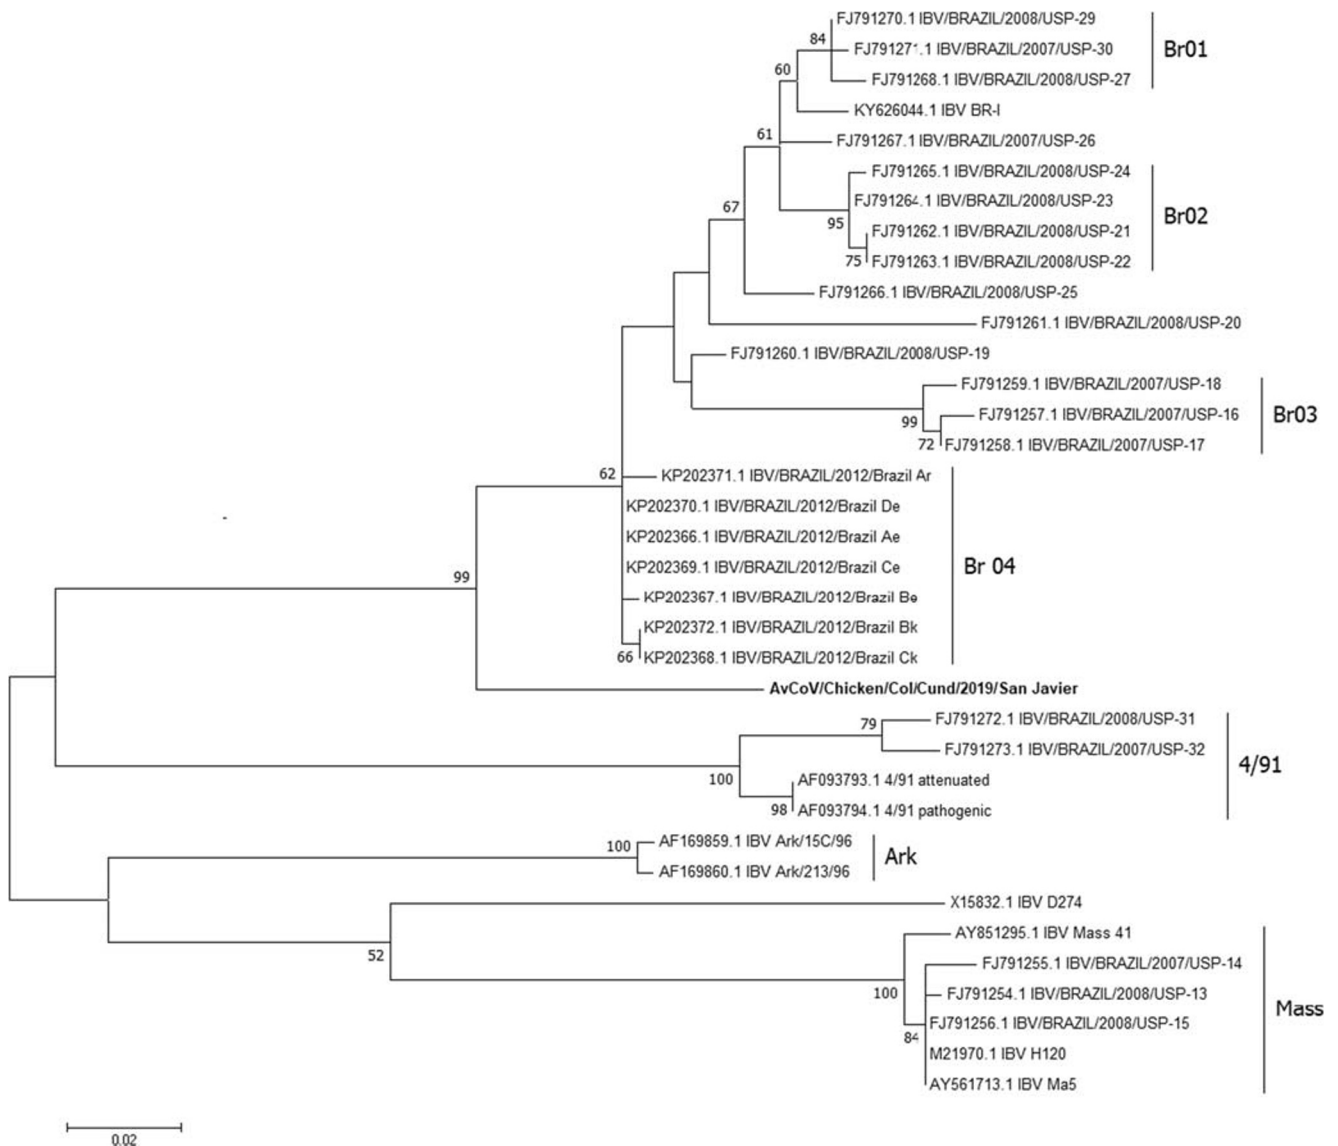 FJ791270.1 IBV/BRAZIL/2008/USP-29
84
FJ791271.1 IBV/BRAZIL/2007/USP-30
Br01
60
FJ791268.1 IBV/BRAZIL/2008/USP-27
KY626044.1 IBV BR-I
61
FJ791267.1 IBV/BRAZIL/2007/USP-26
FJ791265.1 IBV/BRAZIL/2008/USP-24
67
FJ791264.1 IBV/BRAZIL/2008/USP-23
95
Br02
FJ791262.1 IBV/BRAZIL/2008/USP-21
75
FJ791263.1 IBV/BRAZIL/2008/USP-22
FJ791266.1 IBV/BRAZIL/2008/USP-25
FJ791261.1 IBV/BRAZIL/2008/USP-20
FJ791260.1 IBV/BRAZIL/2008/USP-19
FJ791259.1 IBV/BRAZIL/2007/USP-18
99
FJ791257.1 IBV/BRAZIL/2007/USP-16
Br03
72
FJ791258.1 IBV/BRAZIL/2007/USP-17
62
KP202371.1 IBV/BRAZIL/2012/Brazil Ar
KP202370.1 IBV/BRAZIL/2012/Brazil De
KP202366.1 IBV/BRAZIL/2012/Brazil Ae
KP202369.1 IBV/BRAZIL/2012/Brazil Ce
Br 04
99
KP202367.1 IBV/BRAZIL/2012/Brazil Be
KP202372.1 IBV/BRAZIL/2012/Brazil Bk
66
KP202368.1 IBV/BRAZIL/2012/Brazil Ck
AvCoV/Chicken/Col/Cund/2019/San Javier
79
FJ791272.1 IBV/BRAZIL/2008/USP-31
FJ791273.1 IBV/BRAZIL/2007/USP-32
4/91
100
AF093793.1 4/91 attenuated
98
AF093794.1 4/91 pathogenic
100
AF169859.1 IBV Ark/15C/96
Ark
AF169860.1 IBV Ark/213/96
X15832.1 IBV D274
AY851295.1 IBV Mass 41
52
FJ791255.1 IBV/BRAZIL/2007/USP-14
100
FJ791254.1 IBV/BRAZIL/2008/USP-13
Mass
FJ791256.1 IBV/BRAZIL/2008/USP-15
84
M21970.1 IBV H120
AY561713.1 IBV Ma5
0.02